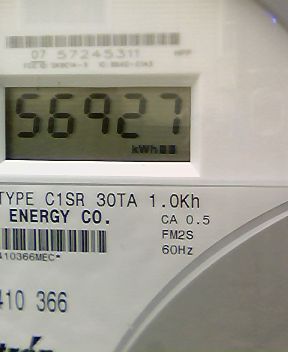 07 57245311
56927
kWh
TYPE C1SR 30TA 1.0Kh
ENERGY CO.
CA 0.5
FM2S
60Hz
410366MEC*
410 366